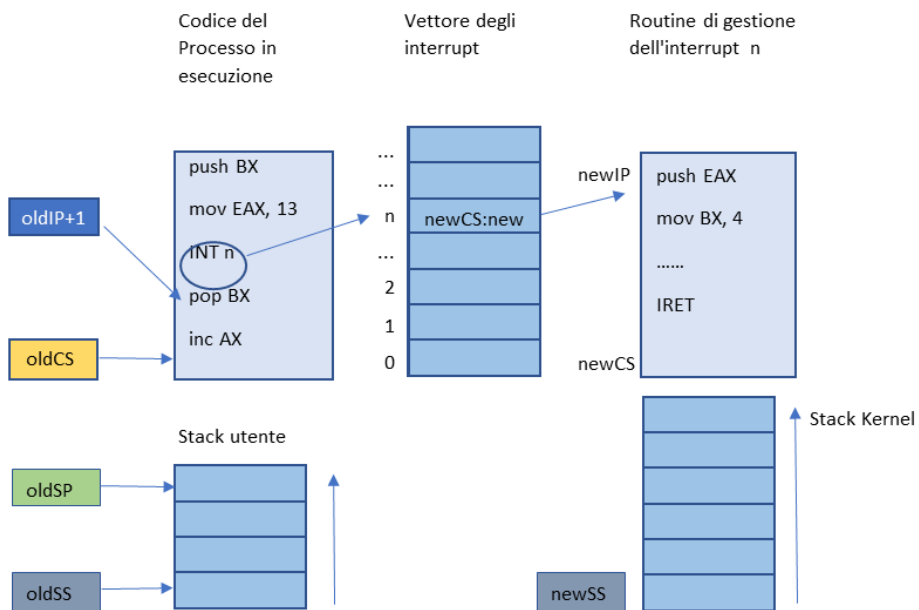 Codice del
Processo in
esecuzione
Vettore degli
interrupt
Routine di gestione
dell'interrupt n
oldIP+1
oldCS
push BX
mov EAX, 13
INT n
pop BX
inc AX
...
...
n
...
2
1
0
newCS:new
newIP
newCS
push EAX
mov BX, 4
......
IRET
Stack utente
oldSP
oldSS
Stack Kernel
newSS